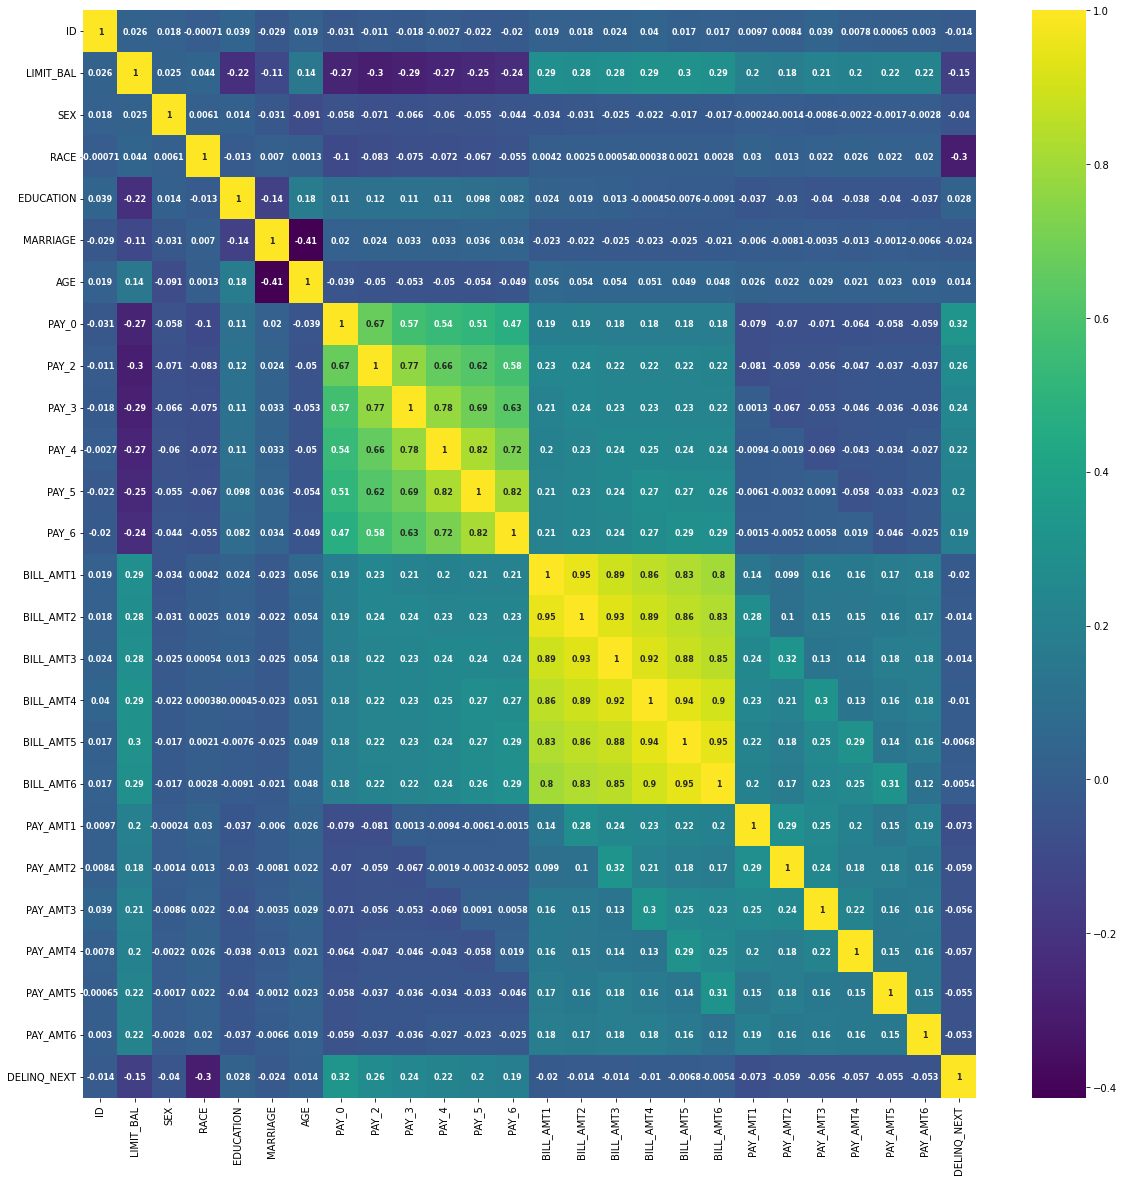 ID 1 0.026 0.018 -0.00071 0.039 -0.029 0.019 -0.031 -0.011 -0.018 -0.0027 -0.022 -0.02 0.019 0.018 0.024 0.04 0.017 0.017 0.0097 0.0084 0.039 0.0078 0.00065 0.003 -0.014
LIMIT_BAL 0.026 1 0.025 0.044 -0.22 -0.11 0.14 -0.27 -0.3 -0.29 -0.27 -0.25 -0.24 0.29 0.28 0.28 0.29 0.3 0.29 0.2 0.18 0.21 0.2 0.22 0.22 -0.15
SEX 0.018 0.025 1 0.0061 0.014 -0.031 -0.091 -0.058 -0.071 -0.066 -0.06 -0.055 -0.044 -0.034 -0.031 -0.025 -0.022 -0.017 -0.017 -0.00024 -0.0014 -0.0086 -0.0022 -0.0017 -0.0028 -0.04
RACE -0.00071 0.044 0.0061 1 -0.013 0.007 0.0013 -0.1 -0.083 -0.075 -0.072 -0.067 -0.055 0.0042 0.0025 0.00054 0.00038 0.0021 0.0028 0.03 0.013 0.022 0.026 0.022 0.02 -0.3
EDUCATION 0.039 -0.22 0.014 -0.013 1 -0.14 0.18 0.11 0.12 0.11 0.11 0.098 0.082 0.024 0.019 0.013 -0.00045 -0.0076 -0.0091 -0.037 -0.03 -0.04 -0.038 -0.04 -0.037 0.028
MARRIAGE -0.029 -0.11 -0.031 0.007 -0.14 1 -0.41 0.02 0.024 0.033 0.033 0.036 0.034 -0.023 -0.022 -0.025 -0.023 -0.025 -0.021 -0.006 -0.0081 -0.0035 -0.013 -0.0012 -0.0066 -0.024
AGE 0.019 0.14 -0.091 0.0013 0.18 -0.41 1 -0.039 -0.05 -0.053 -0.05 -0.054 -0.049 0.056 0.054 0.054 0.051 0.049 0.048 0.026 0.022 0.029 0.021 0.023 0.019 0.014
PAY_0 -0.031 -0.27 -0.058 -0.1 0.11 0.02 -0.039 1 0.67 0.57 0.54 0.51 0.47 0.19 0.19 0.18 0.18 0.18 0.18 -0.079 -0.07 -0.071 -0.064 -0.058 -0.059 0.32
PAY_2 -0.011 -0.3 -0.071 -0.083 0.12 0.024 -0.05 0.67 1 0.77 0.66 0.62 0.58 0.23 0.24 0.22 0.22 0.22 0.22 -0.081 -0.059 -0.056 -0.047 -0.037 -0.037 0.26
PAY_3 -0.018 -0.29 -0.066 -0.075 0.11 0.033 -0.053 0.57 0.77 1 0.78 0.69 0.63 0.21 0.24 0.23 0.23 0.23 0.22 0.0013 -0.067 -0.053 -0.046 -0.036 -0.036 0.24
PAY_4 -0.0027 -0.27 -0.06 -0.072 0.11 0.033 -0.05 0.54 0.66 0.78 1 0.82 0.72 0.2 0.23 0.24 0.25 0.24 0.24 -0.0094 -0.0019 -0.069 -0.043 -0.034 -0.027 0.22
PAY_5 -0.022 -0.25 -0.055 -0.067 0.098 0.036 -0.054 0.51 0.62 0.69 0.82 1 0.82 0.21 0.23 0.24 0.27 0.27 0.26 -0.0061 -0.0032 0.0091 -0.058 -0.033 -0.023 0.2
PAY_6 -0.02 -0.24 -0.044 -0.055 0.082 0.034 -0.049 0.47 0.58 0.63 0.72 0.82 1 0.21 0.23 0.24 0.27 0.29 0.29 -0.0015 -0.0052 0.0058 0.019 -0.046 -0.025 0.19
BILL_AMT1 0.019 0.29 -0.034 0.0042 0.024 -0.023 0.056 0.19 0.23 0.21 0.2 0.21 0.21 1 0.95 0.89 0.86 0.83 0.8 0.14 0.099 0.16 0.16 0.17 0.18 -0.02
BILL_AMT2 0.018 0.28 -0.031 0.0025 0.019 -0.022 0.054 0.19 0.24 0.24 0.23 0.23 0.23 0.95 1 0.93 0.89 0.86 0.83 0.28 0.1 0.15 0.15 0.16 0.17 -0.014
BILL_AMT3 0.024 0.28 -0.025 0.00054 0.013 -0.025 0.054 0.18 0.22 0.23 0.24 0.24 0.24 0.89 0.93 1 0.92 0.88 0.85 0.24 0.32 0.13 0.14 0.18 0.18 -0.014
BILL_AMT4 0.04 0.29 -0.022 0.00038 -0.00045 -0.023 0.051 0.18 0.22 0.23 0.25 0.27 0.27 0.86 0.89 0.92 1 0.94 0.9 0.23 0.21 0.3 0.13 0.16 0.18 -0.01
BILL_AMT5 0.017 0.3 -0.017 0.0021 -0.0076 -0.025 0.049 0.18 0.22 0.23 0.24 0.27 0.29 0.83 0.86 0.88 0.94 1 0.95 0.22 0.18 0.25 0.29 0.14 0.16 -0.0068
BILL_AMT6 0.017 0.29 -0.017 0.0028 -0.0091 -0.021 0.048 0.18 0.22 0.22 0.24 0.26 0.29 0.8 0.83 0.85 0.9 0.95 1 0.2 0.17 0.23 0.25 0.31 0.12 -0.0054
PAY_AMT1 0.0097 0.2 -0.00024 0.03 -0.037 -0.006 0.026 -0.079 -0.081 0.0013 -0.0094 -0.0061 -0.0015 0.14 0.28 0.24 0.23 0.22 0.2 1 0.29 0.25 0.2 0.15 0.19 -0.073
PAY_AMT2 0.0084 0.18 -0.0014 0.013 -0.03 -0.0081 0.022 -0.07 -0.059 -0.067 -0.0019 -0.0032 -0.0052 0.099 0.1 0.32 0.21 0.18 0.17 0.29 1 0.24 0.18 0.18 0.16 -0.059
PAY_AMT3 0.039 0.21 -0.0086 0.022 -0.04 -0.0035 0.029 -0.071 -0.056 -0.053 -0.069 0.0091 0.0058 0.16 0.15 0.13 0.3 0.25 0.23 0.25 0.24 1 0.22 0.16 0.16 -0.056
PAY_AMT4 0.0078 0.2 -0.0022 0.026 -0.038 -0.013 0.021 -0.064 -0.047 -0.046 -0.043 -0.058 0.019 0.16 0.15 0.14 0.13 0.29 0.25 0.2 0.18 0.22 1 0.15 0.16 -0.057
PAY_AMT5 0.00065 0.22 -0.0017 0.022 -0.04 -0.0012 0.023 -0.058 -0.037 -0.036 -0.034 -0.033 -0.046 0.17 0.16 0.18 0.16 0.14 0.31 0.15 0.18 0.16 0.15 1 0.15 -0.055
PAY_AMT6 0.003 0.22 -0.0028 0.02 -0.037 -0.0066 0.019 -0.059 -0.037 -0.036 -0.027 -0.023 -0.025 0.18 0.17 0.18 0.18 0.16 0.12 0.19 0.16 0.16 0.16 0.15 1 -0.053
DELINQ_NEXT -0.014 -0.15 -0.04 -0.3 0.028 -0.024 0.014 0.32 0.26 0.24 0.22 0.2 0.19 -0.02 -0.014 -0.014 -0.01 -0.0068 -0.0054 -0.073 -0.059 -0.056 -0.057 -0.055 -0.053 1
ID LIMIT_BAL SEX RACE EDUCATION MARRIAGE AGE PAY_0 PAY_2 PAY_3 PAY_4 PAY_5 PAY_6 BILL_AMT1 BILL_AMT2 BILL_AMT3 BILL_AMT4 BILL_AMT5 BILL_AMT6 PAY_AMT1 PAY_AMT2 PAY_AMT3 PAY_AMT4 PAY_AMT5 PAY_AMT6 DELINQ_NEXT
1.0
0.8
0.6
0.4
0.2
0.0
−0.2
−0.4